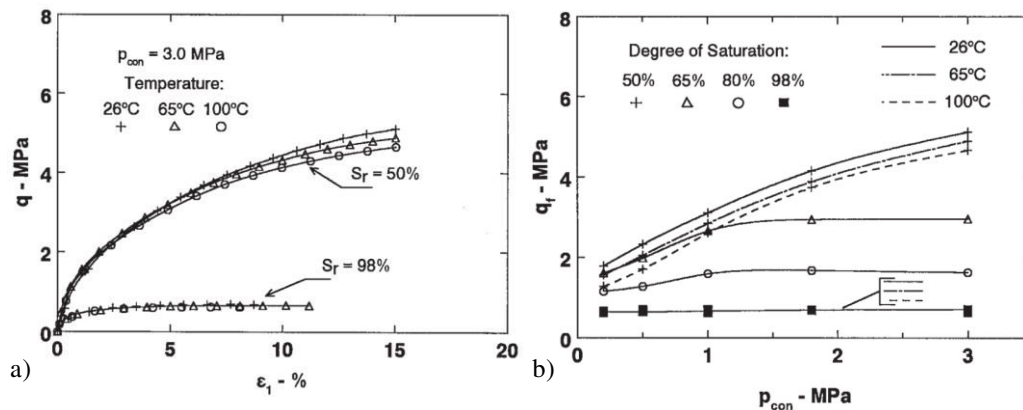 8
6
4
2
0
q - MPa
p_con = 3.0 MPa
Temperature:
26ºC 65ºC 100ºC
S_r = 50%
S_r = 98%
0 5 10 15 20
ε_1 - %
a)
8
6
4
2
0
q_f - MPa
Degree of Saturation:
50% 65% 80% 98%
26ºC
65ºC
100ºC
0 1 2 3
p_con - MPa
b)